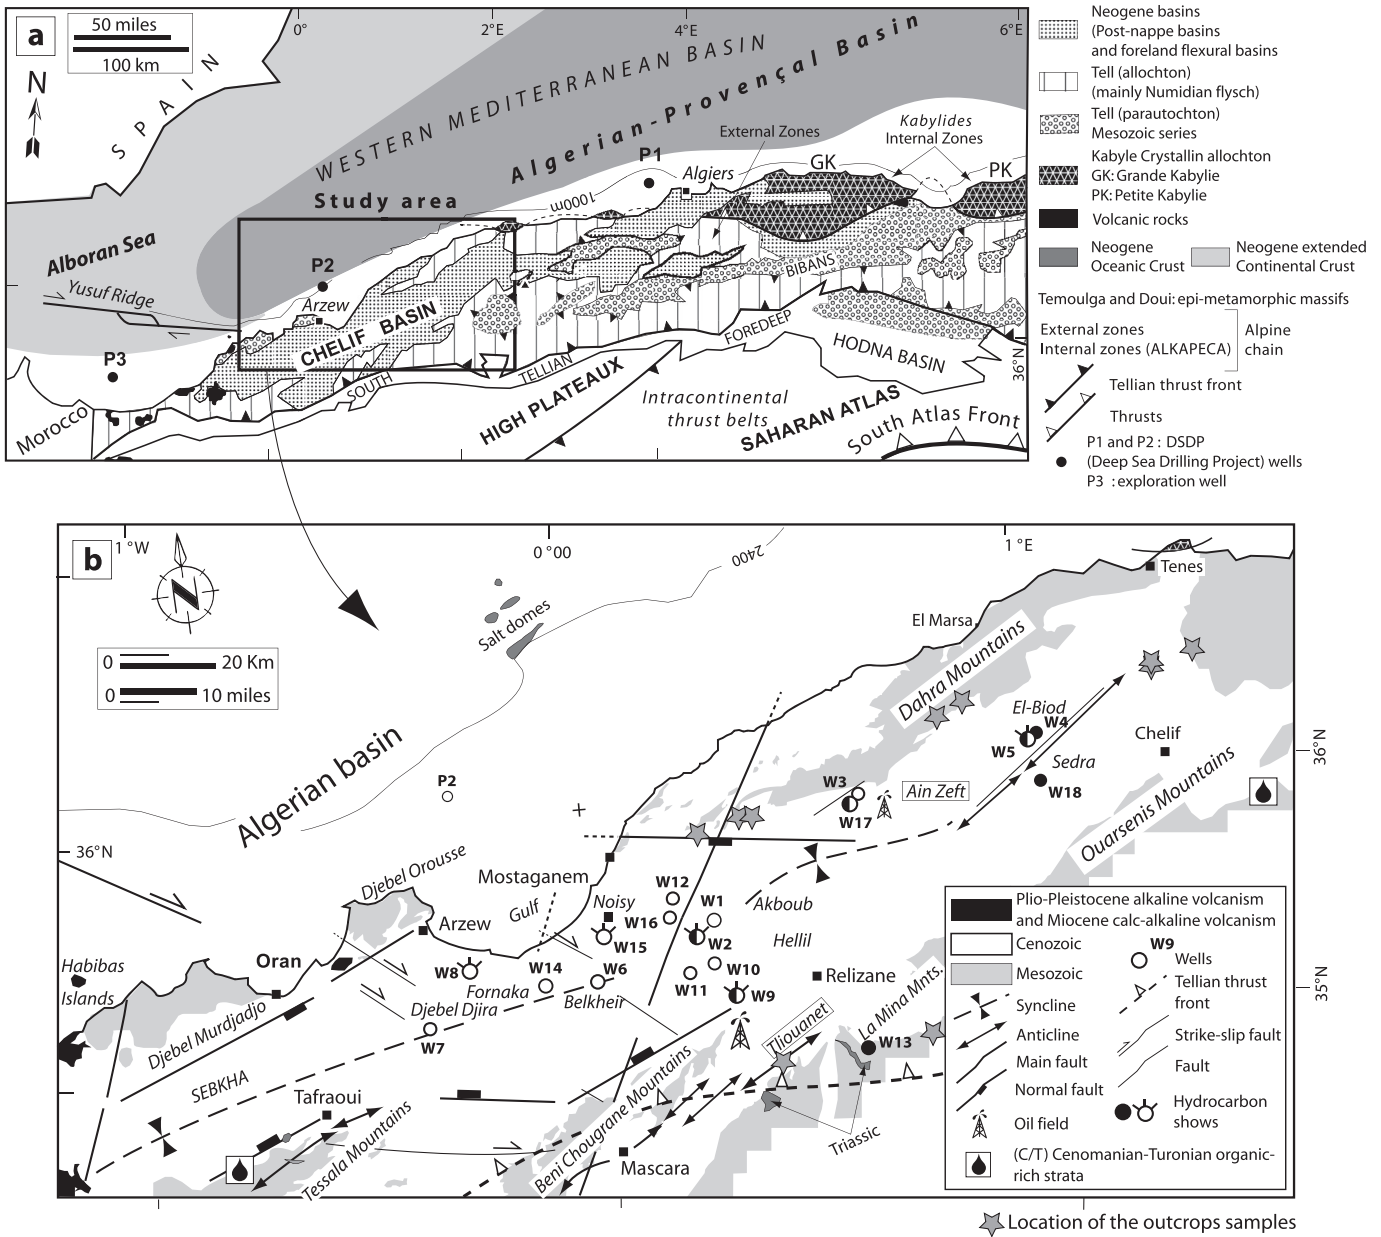 a
50 miles
100 km
N
0°
2°E
4°E
6°E
SPAIN
WESTERN MEDITERRANEAN BASIN
Algerian-Provençal Basin
Study area
External Zones
Kabylides
Internal Zones
P1
Algiers
GK
PK
1000m
Alboran Sea
Yusuf Ridge
P2
Arzew
P3
CHELIF BASIN
BIBANS
SOUTH
TELLIAN
FOREDEEP
HODNA BASIN
36°N
Morocco
HIGH PLATEAUX
Intracontinental
thrust belts
SAHARAN ATLAS
South Atlas Front
Neogene basins
(Post-nappe basins
and foreland flexural basins
Tell (allochton)
(mainly Numidian flysch)
Tell (parautochton)
Mesozoic series
Kabyle Crystallin allochton
GK: Grande Kabylie
PK: Petite Kabylie
Volcanic rocks
Neogene
Oceanic Crust
Neogene extended
Continental Crust
Temoulga and Doui: epi-metamorphic massifs
External zones
Internal zones (ALKAPECA)
Alpine
chain
Tellian thrust front
Thrusts
P1 and P2 : DSDP
(Deep Sea Drilling Project) wells
P3 : exploration well
b
1 °W
0 °00
1 °E
N
2400
0 20 Km
0 10 miles
Salt domes
Tenes
El Marsa
Dahra Mountains
El-Biod
W4
W5
Sedra
W18
Chelif
36°N
Ouarsenis Mountains
Algerian basin
P2
W3
W17
Ain Zeft
36°N
Djebel Orousse
Mostaganem
Gulf
Arzew
Noisy
W12
W16
W1
W15
W2
Akboub
Hellil
Oran
Habibas
Islands
W8
Fornaka
W14
W6
Belkheir
W11
W10
W9
Relizane
35°N
Djebel Murdjadjo
Djebel Djira
W7
La Mina Mnts.
W13
Tliouanet
SEBKHA
Tafraoui
Tessala Mountains
Beni Chougrane Mountains
Mascara
Triassic
Plio-Pleistocene alkaline volcanism
and Miocene calc-alkaline volcanism
Cenozoic
Mesozoic
Syncline
Anticline
Main fault
Normal fault
Oil field
W9
Wells
Tellian thrust
front
Strike-slip fault
Fault
Hydrocarbon
shows
(C/T) Cenomanian-Turonian organic-
rich strata
Location of the outcrops samples